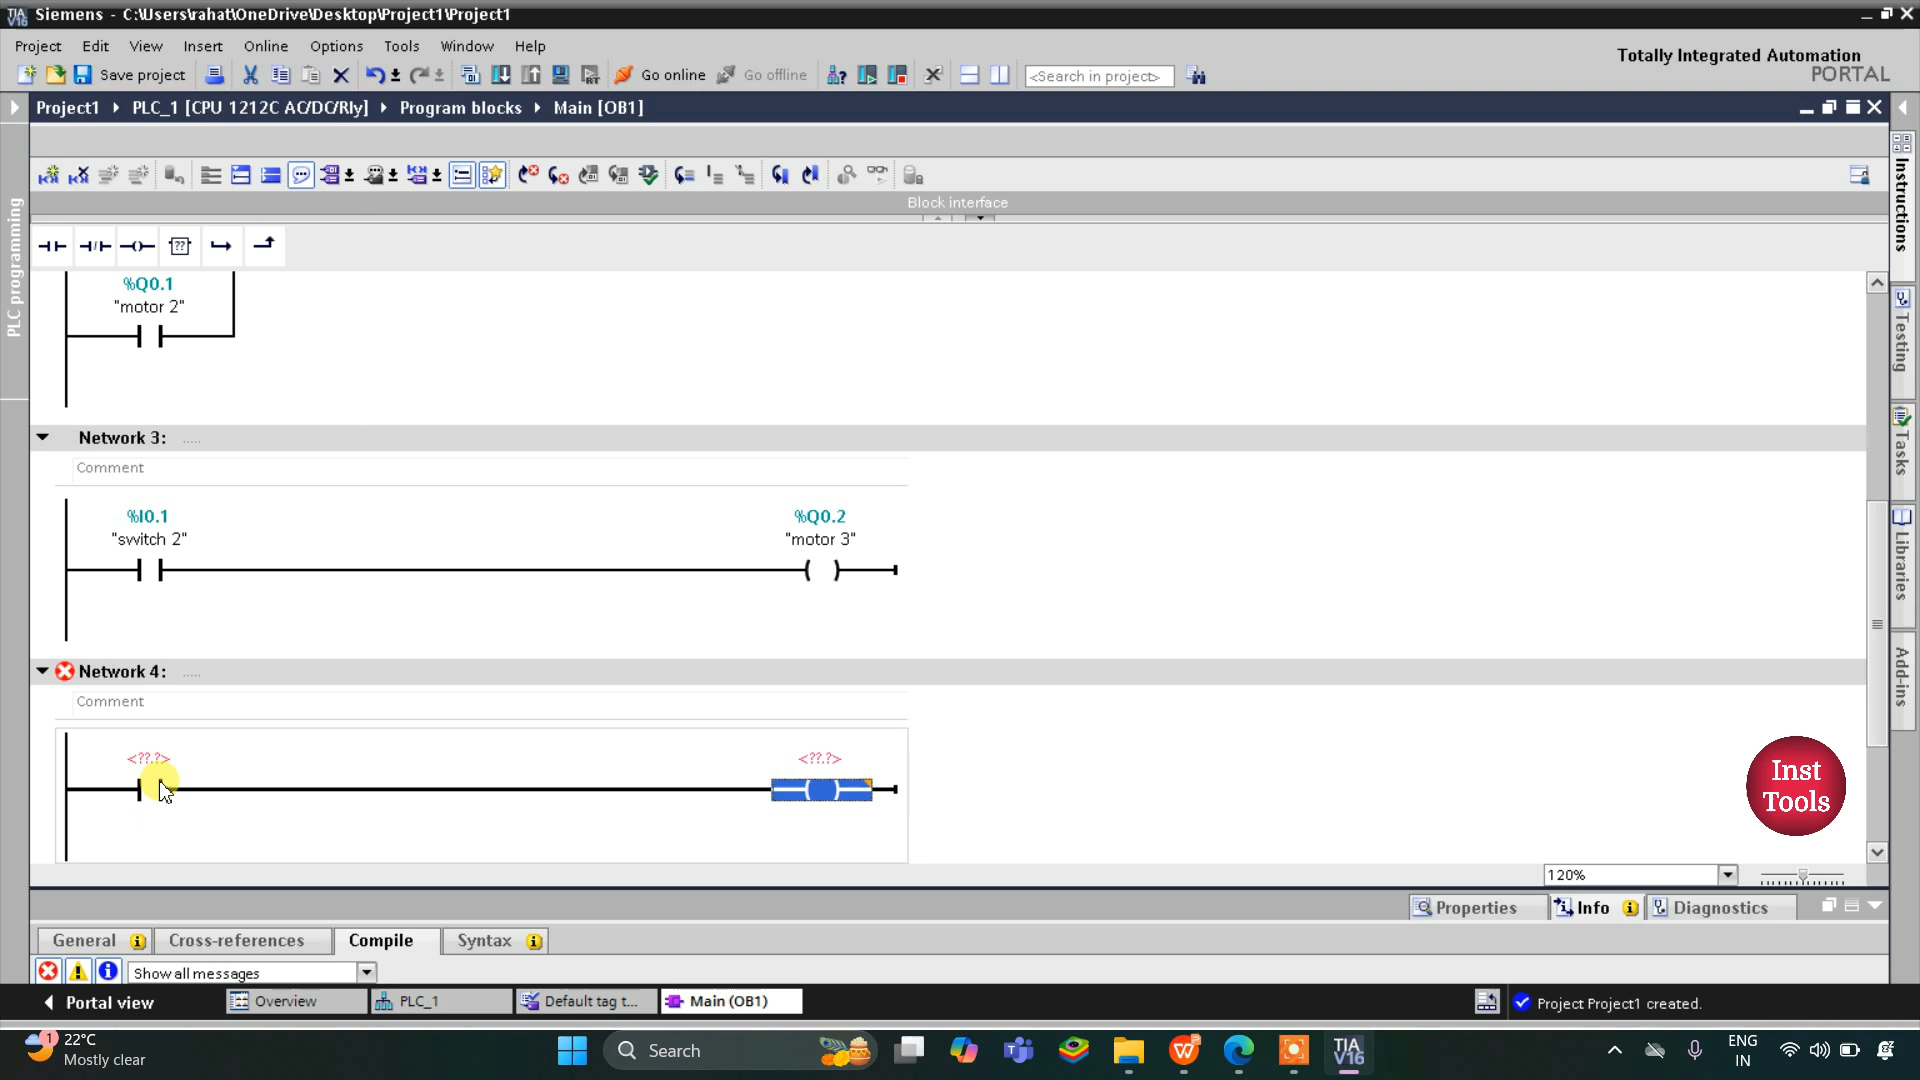 TIA V16 Siemens - C:\Users\rahat\OneDrive\Desktop\Project1\Project1
Project Edit View Insert Online Options Tools Window Help
Totally Integrated Automation
PORTAL
Save project Go online Go offline <Search in project>
Project1 PLC_1 [CPU 1212C AC/DC/Rly] Program blocks Main [OB1]
Block interface
PLC programming
Instructions
Testing
Tasks
Libraries
Add-ins
??
%Q0.1
"motor 2"
Network 3: .....
Comment
%I0.1
%Q0.2
"switch 2"
"motor 3"
Network 4: .....
Comment
<??.?>
<??.?>
Inst
Tools
120%
Properties Info Diagnostics
General Cross-references Compile Syntax
Show all messages
Portal view Overview PLC_1 Default tag t... Main (OB1) Project Project1 created.
1 22°C
Mostly clear
Search
TIA V16
ENG
IN